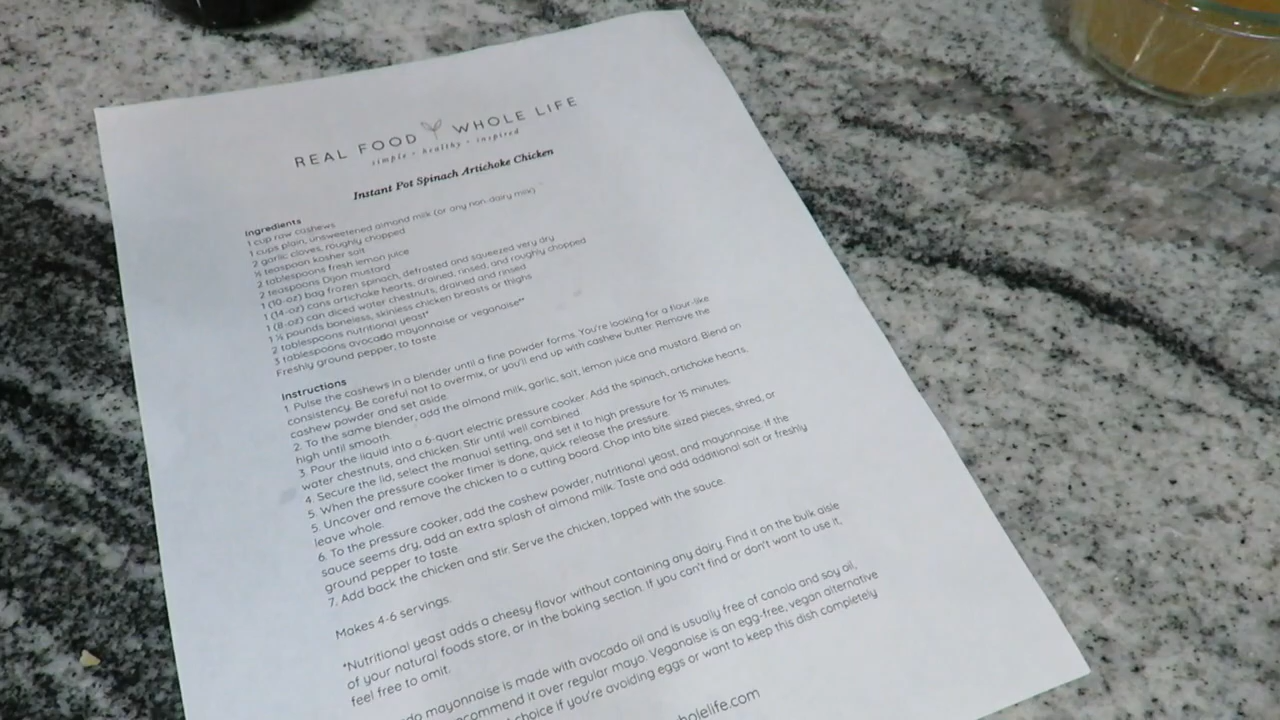 REAL FOOD WHOLE LIFE
simple • healthy • inspired
Instant Pot Spinach Artichoke Chicken
Ingredients
1 cup raw cashews
1 cups plain, unsweetened almond milk (or any non-dairy milk)
2 garlic cloves, roughly chopped
½ teaspoon kosher salt
2 tablespoons fresh lemon juice
2 teaspoons Dijon mustard
1 (10-oz) bag frozen spinach, defrosted and squeezed very dry
1 (14-oz) cans artichoke hearts, drained, rinsed, and roughly chopped
1 (8-oz) can diced water chestnuts, drained and rinsed
1 ½ pounds boneless, skinless chicken breasts or thighs
2 tablespoons nutritional yeast*
3 tablespoons avocado mayonnaise or veganaise**
Freshly ground pepper, to taste
Instructions
1. Pulse the cashews in a blender until a fine powder forms. You're looking for a flour-like
consistency. Be careful not to overmix, or you'll end up with cashew butter. Remove the
cashew powder and set aside.
2. To the same blender, add the almond milk, garlic, salt, lemon juice and mustard. Blend on
high until smooth.
3. Pour the liquid into a 6-quart electric pressure cooker. Add the spinach, artichoke hearts,
water chestnuts, and chicken. Stir until well combined.
4. Secure the lid, select the manual setting, and set it to high pressure for 15 minutes.
5. When the pressure cooker timer is done, quick release the pressure.
5. Uncover and remove the chicken to a cutting board. Chop into bite sized pieces, shred, or
leave whole.
6. To the pressure cooker, add the cashew powder, nutritional yeast, and mayonnaise. If the
sauce seems dry, add an extra splash of almond milk. Taste and add additional salt or freshly
ground pepper to taste.
7. Add back the chicken and stir. Serve the chicken, topped with the sauce.
Makes 4-6 servings.
*Nutritional yeast adds a cheesy flavor without containing any dairy. Find it on the bulk aisle
of your natural foods store, or in the baking section. If you can't find or don't want to use it,
feel free to omit.
do mayonnaise is made with avocado oil and is usually free of canola and soy oil,
commend it over regular mayo. Veganaise is an egg-free, vegan alternative
choice if you're avoiding eggs or want to keep this dish completely
holelife.com